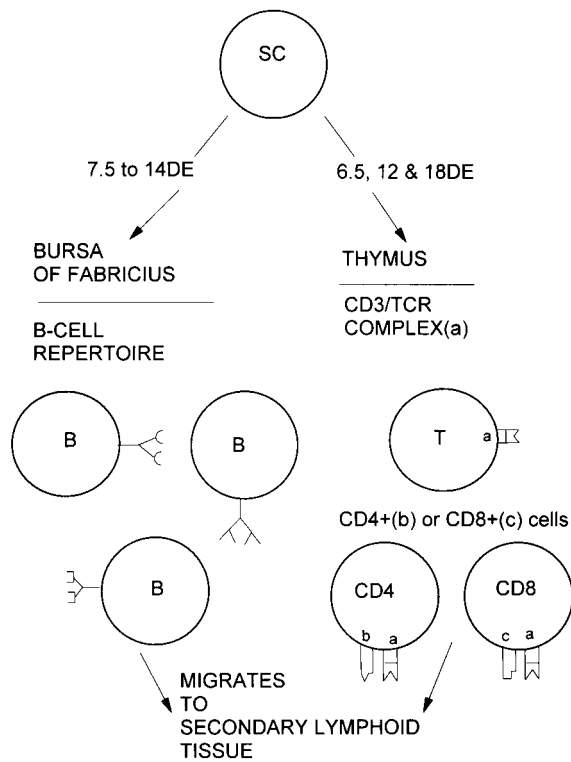 SC
7.5 to 14DE
6.5, 12 & 18DE
BURSA
OF FABRICIUS
THYMUS
B-CELL
REPERTOIRE
CD3/TCR
COMPLEX(a)
B
B
T
a
CD4+(b) or CD8+(c) cells
B
CD4
b a
CD8
c a
MIGRATES
TO
SECONDARY LYMPHOID
TISSUE